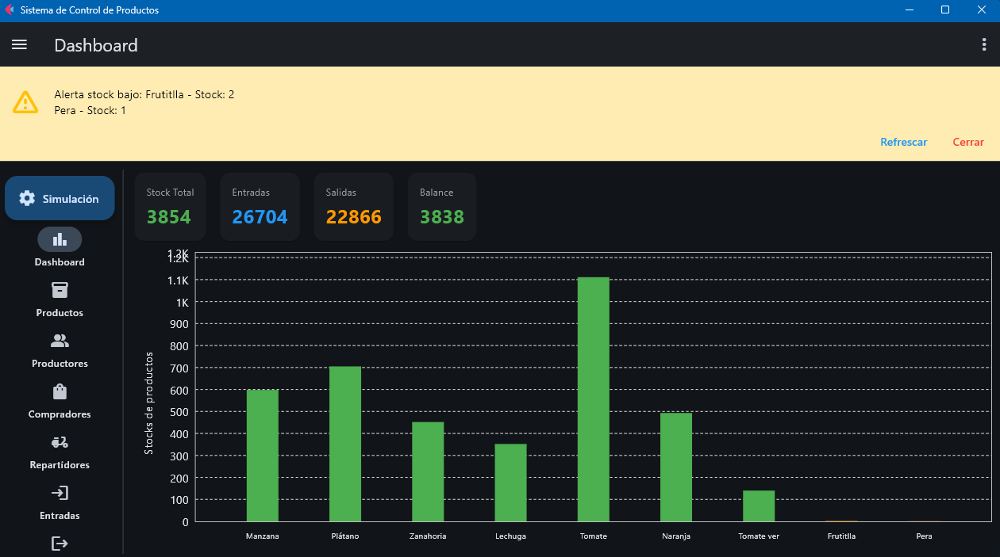 Sistema de Control de Productos
Dashboard
Alerta stock bajo: Frutitlla - Stock: 2
Pera - Stock: 1
Refrescar
Cerrar
Simulación
Dashboard
Productos
Productores
Compradores
Repartidores
Entradas
Stock Total
3854
Entradas
26704
Salidas
22866
Balance
3838
Stocks de productos
1.2K
1.2K
1.1K
1K
900
800
700
600
500
400
300
200
100
0
Manzana
Plátano
Zanahoria
Lechuga
Tomate
Naranja
Tomate ver
Frutitlla
Pera